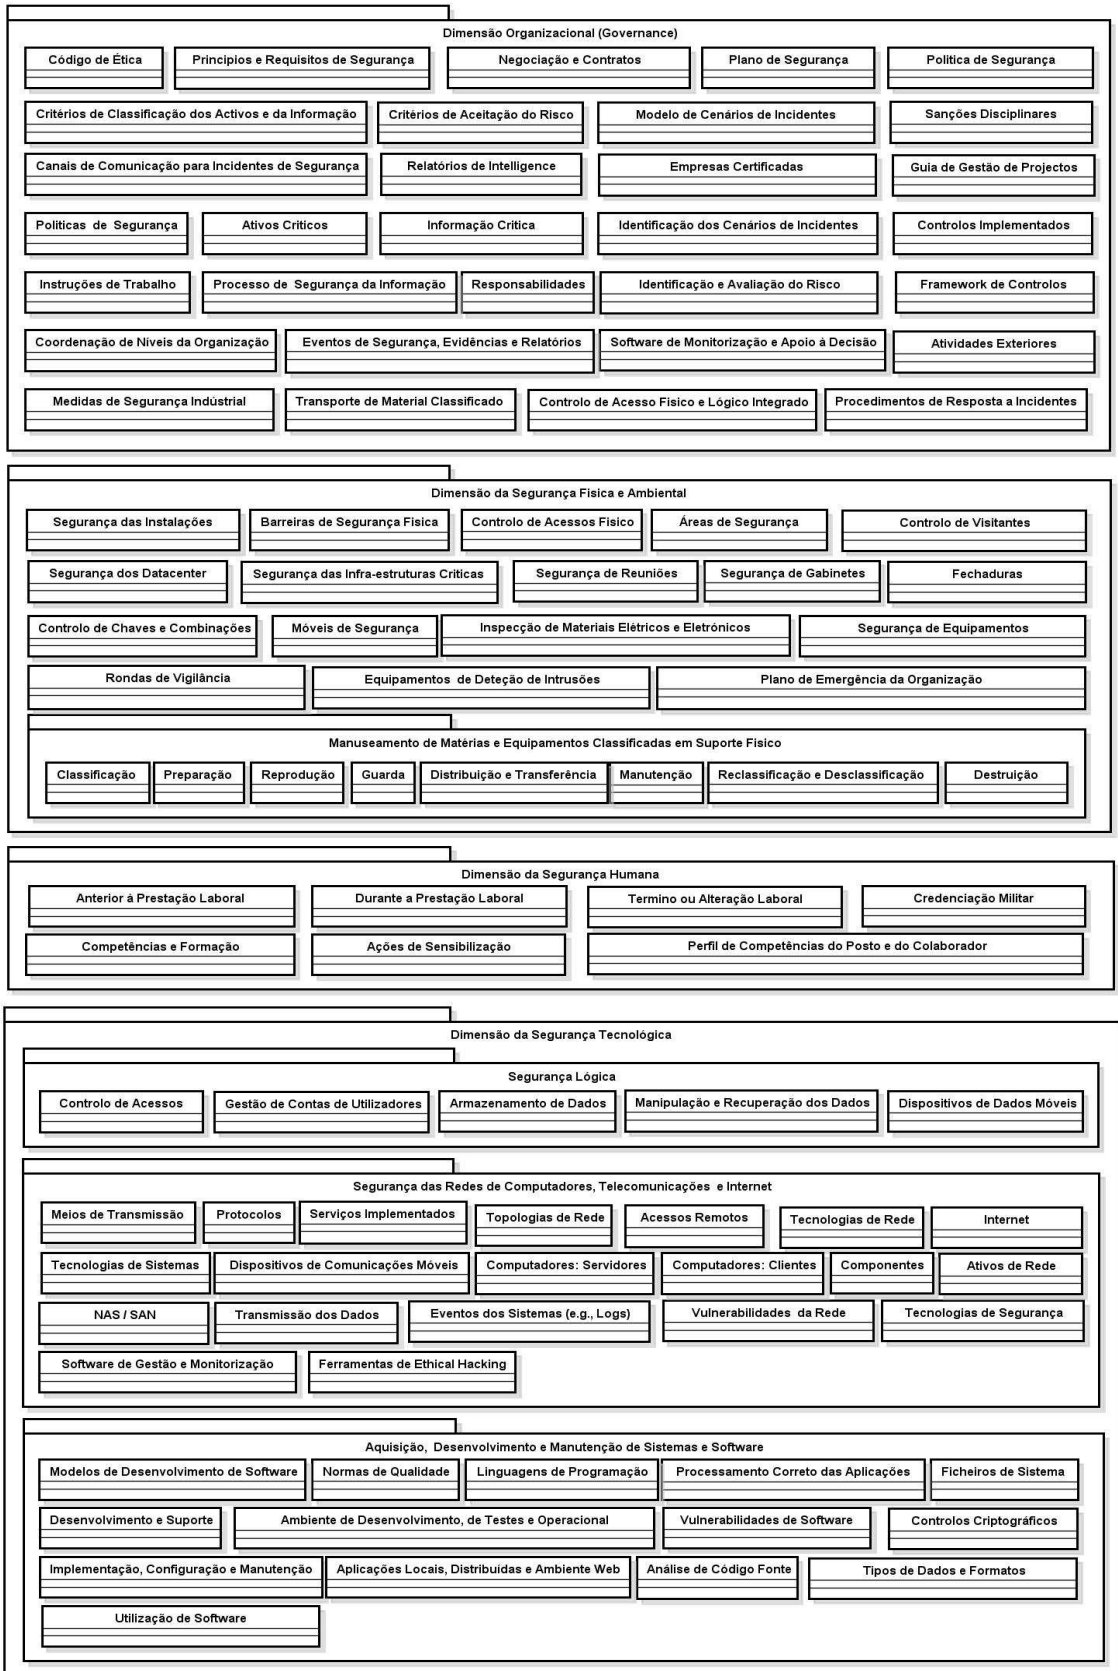 Dimensão Organizacional (Governance)
Código de Ética
Principios e Requisitos de Segurança
Negociação e Contratos
Plano de Segurança
Politica de Segurança
Critérios de Classificação dos Activos e da Informação
Critérios de Aceitação do Risco
Modelo de Cenários de Incidentes
Sanções Disciplinares
Canais de Comunicação para Incidentes de Segurança
Relatórios de Intelligence
Empresas Certificadas
Guia de Gestão de Projectos
Politicas de Segurança
Ativos Criticos
Informação Critica
Identificação dos Cenários de Incidentes
Controlos Implementados
Instruções de Trabalho
Processo de Segurança da Informação
Responsabilidades
Identificação e Avaliação do Risco
Framework de Controlos
Coordenação de Níveis da Organização
Eventos de Segurança, Evidências e Relatórios
Software de Monitorização e Apoio à Decisão
Atividades Exteriores
Medidas de Segurança Indústrial
Transporte de Material Classificado
Controlo de Acesso Fisico e Lógico Integrado
Procedimentos de Resposta a Incidentes
Dimensão da Segurança Fisica e Ambiental
Segurança das Instalações
Barreiras de Segurança Fisica
Controlo de Acessos Fisico
Áreas de Segurança
Controlo de Visitantes
Segurança dos Datacenter
Segurança das Infra-estruturas Criticas
Segurança de Reuniões
Segurança de Gabinetes
Fechaduras
Controlo de Chaves e Combinações
Móveis de Segurança
Inspecção de Materiais Elétricos e Eletrónicos
Segurança de Equipamentos
Rondas de Vigilância
Equipamentos de Deteção de Intrusões
Plano de Emergência da Organização
Manuseamento de Matérias e Equipamentos Classificadas em Suporte Fisico
Classificação
Preparação
Reprodução
Guarda
Distribuição e Transferência
Manutenção
Reclassificação e Desclassificação
Destruição
Dimensão da Segurança Humana
Anterior à Prestação Laboral
Durante a Prestação Laboral
Termino ou Alteração Laboral
Credenciação Militar
Competências e Formação
Ações de Sensibilização
Perfil de Competências do Posto e do Colaborador
Dimensão da Segurança Tecnológica
Segurança Lógica
Controlo de Acessos
Gestão de Contas de Utilizadores
Armazenamento de Dados
Manipulação e Recuperação dos Dados
Dispositivos de Dados Móveis
Segurança das Redes de Computadores, Telecomunicações e Internet
Meios de Transmissão
Protocolos
Serviços Implementados
Topologias de Rede
Acessos Remotos
Tecnologias de Rede
Internet
Tecnologias de Sistemas
Dispositivos de Comunicações Móveis
Computadores: Servidores
Computadores: Clientes
Componentes
Ativos de Rede
NAS / SAN
Transmissão dos Dados
Eventos dos Sistemas (e.g., Logs)
Vulnerabilidades da Rede
Tecnologias de Segurança
Software de Gestão e Monitorização
Ferramentas de Ethical Hacking
Aquisição, Desenvolvimento e Manutenção de Sistemas e Software
Modelos de Desenvolvimento de Software
Normas de Qualidade
Linguagens de Programação
Processamento Correto das Aplicações
Ficheiros de Sistema
Desenvolvimento e Suporte
Ambiente de Desenvolvimento, de Testes e Operacional
Vulnerabilidades de Software
Controlos Criptográficos
Implementação, Configuração e Manutenção
Aplicações Locais, Distribuídas e Ambiente Web
Análise de Código Fonte
Tipos de Dados e Formatos
Utilização de Software